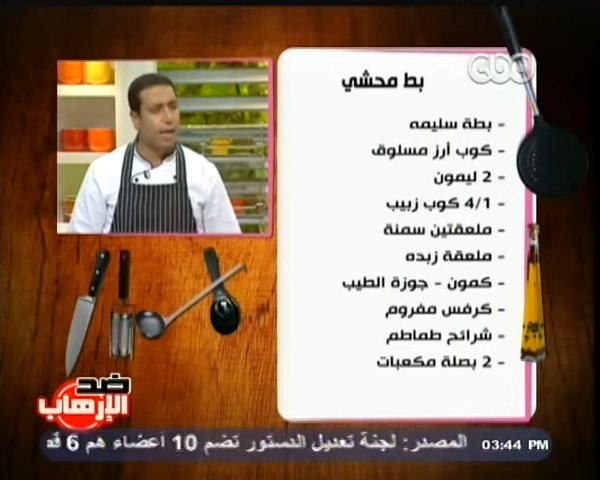 cbc
بط محشي
- بطة سليمه
- كوب أرز مسلوق
- 2 ليمون
- 4/1 كوب زبيب
- ملعقتين سمنة
- ملعقة زبده
- كمون - جوزة الطيب
- كرفس مفروم
- شرائح طماطم
- 2 بصلة مكعبات
ضد
الإرهاب
المصدر: لجنة تعديل الدستور تضم 10 أعضاء هم 6
03:44 PM